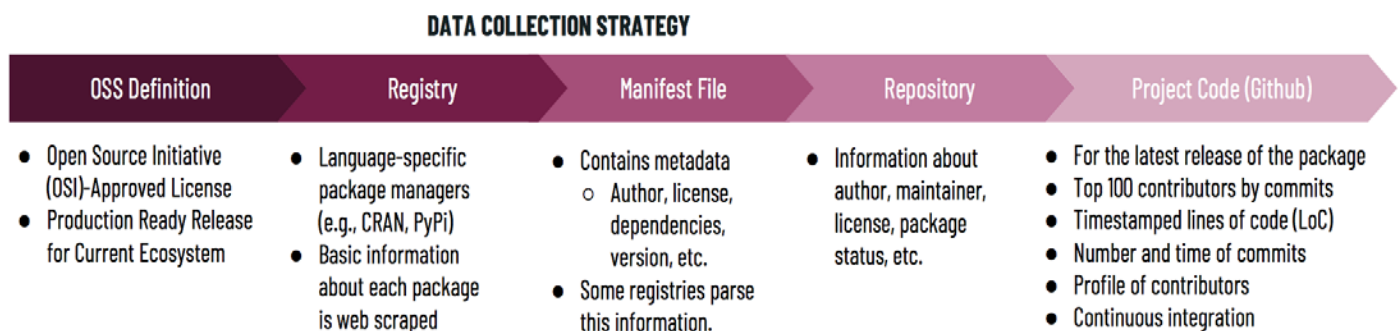 DATA COLLECTION STRATEGY
OSS Definition
● Open Source Initiative
(OSI)-Approved License
● Production Ready Release
for Current Ecosystem
Registry
● Language-specific
package managers
(e.g., CRAN, PyPi)
● Basic information
about each package
is web scraped
Manifest File
● Contains metadata
○ Author, license,
dependencies,
version, etc.
● Some registries parse
this information.
Repository
● Information about
author, maintainer,
license, package
status, etc.
Project Code (Github)
● For the latest release of the package
● Top 100 contributors by commits
● Timestamped lines of code (LoC)
● Number and time of commits
● Profile of contributors
● Continuous integration